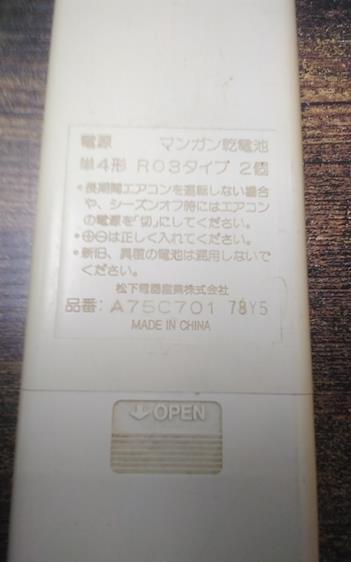 電源 マンガン乾電池
単4形 R03タイプ 2個
・長期間エアコンを運転しない場合
や、シーズンオフ時にはエアコン
の電源を「切」にしてください。
・⊕⊖は正しく入れてください。
・新旧、異種の電池は混用しないで
ください。
松下電器産業株式会社
品番: A75C701 78Y5
MADE IN CHINA
↓OPEN